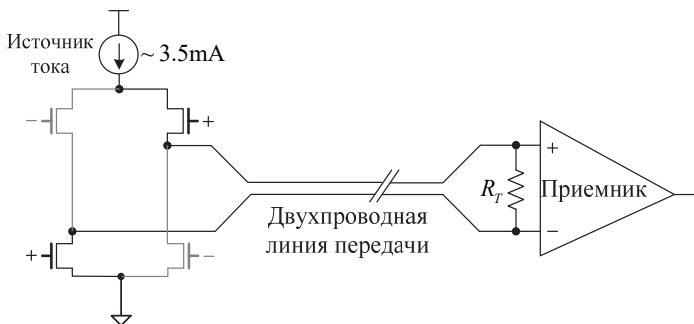 Источник
тока
~ 3.5mA
−
+
+
−
Двухпроводная
линия передачи
R_T
+
Приемник
−